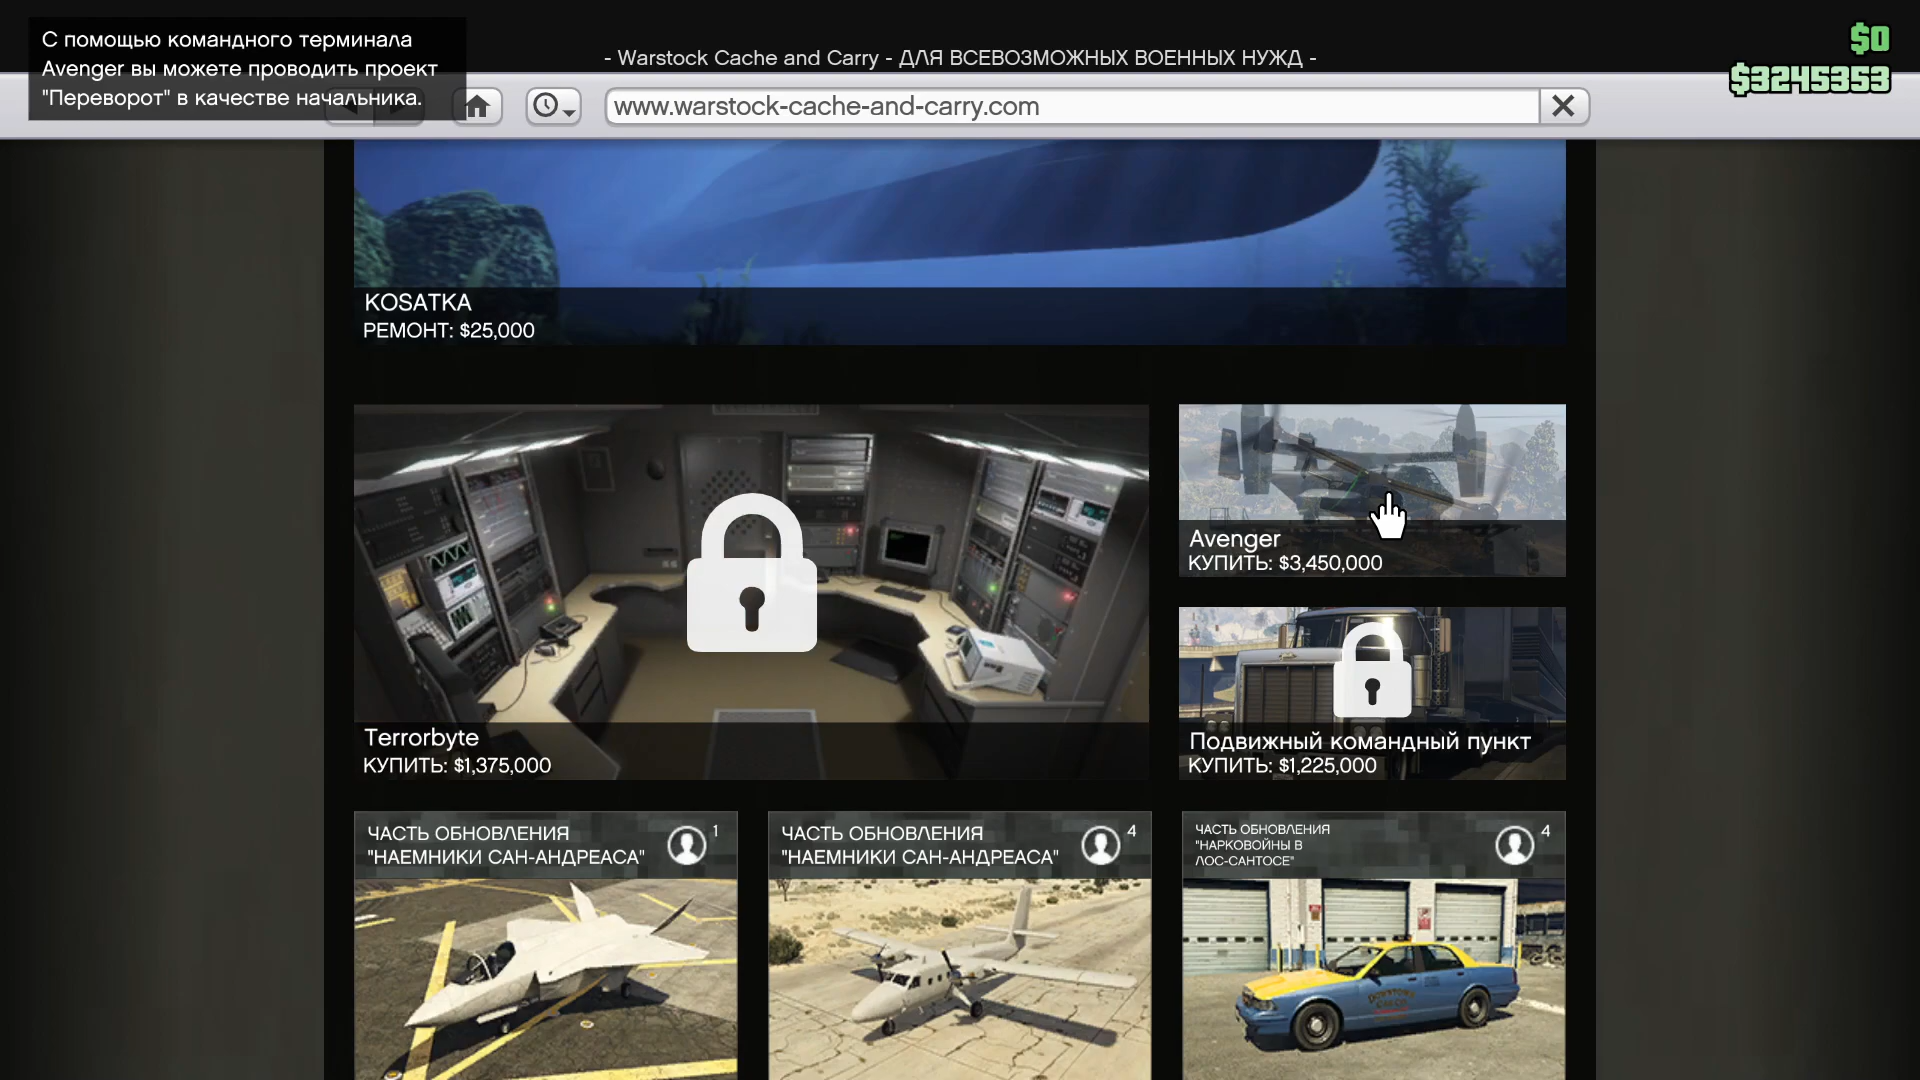 С помощью командного терминала
Avenger вы можете проводить проект
"Переворот" в качестве начальника.
- Warstock Cache and Carry - ДЛЯ ВСЕВОЗМОЖНЫХ ВОЕННЫХ НУЖД -
$0
$3245353
www.warstock-cache-and-carry.com
KOSATKA
РЕМОНТ: $25,000
Avenger
КУПИТЬ: $3,450,000
Terrorbyte
КУПИТЬ: $1,375,000
Подвижный командный пункт
КУПИТЬ: $1,225,000
ЧАСТЬ ОБНОВЛЕНИЯ
"НАЕМНИКИ САН-АНДРЕАСА"
1
ЧАСТЬ ОБНОВЛЕНИЯ
"НАЕМНИКИ САН-АНДРЕАСА"
4
ЧАСТЬ ОБНОВЛЕНИЯ
"НАРКОВОЙНЫ В
ЛОС-САНТОСЕ"
4